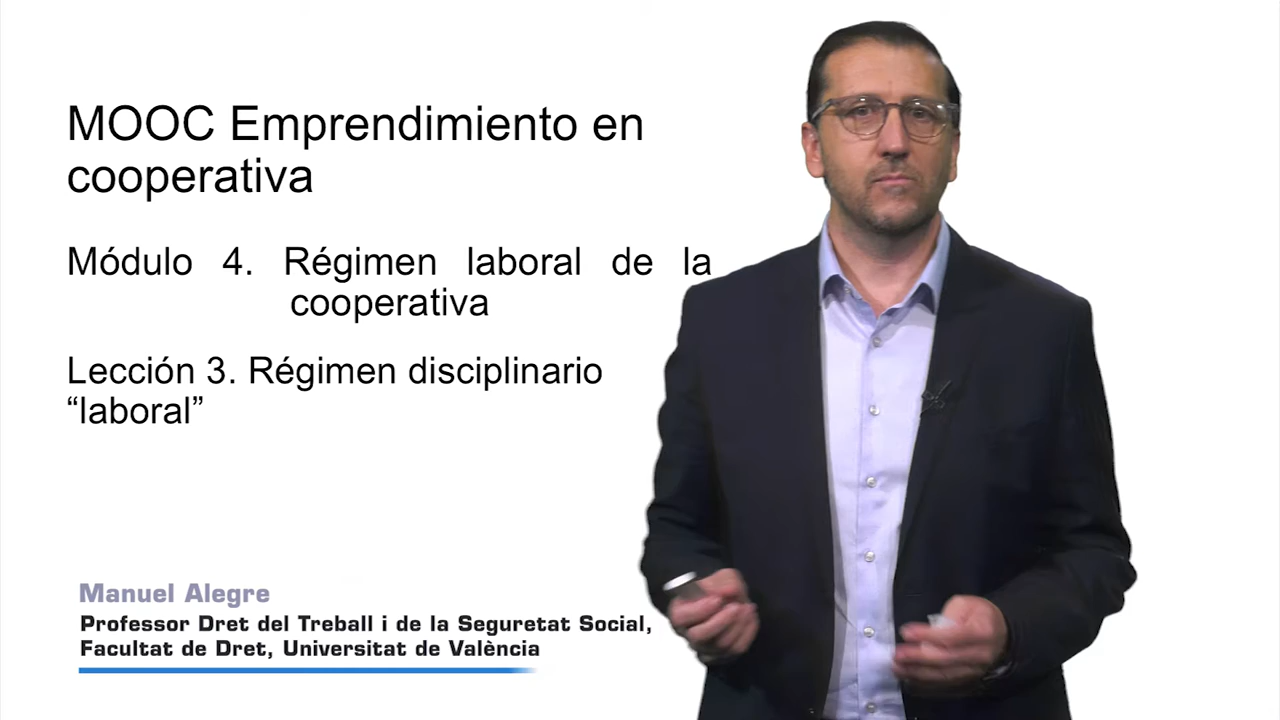 MOOC Emprendimiento en
cooperativa
Módulo 4. Régimen laboral de la
cooperativa
Lección 3. Régimen disciplinario
“laboral”
Manuel Alegre
Professor Dret del Treball i de la Seguretat Social,
Facultat de Dret, Universitat de València